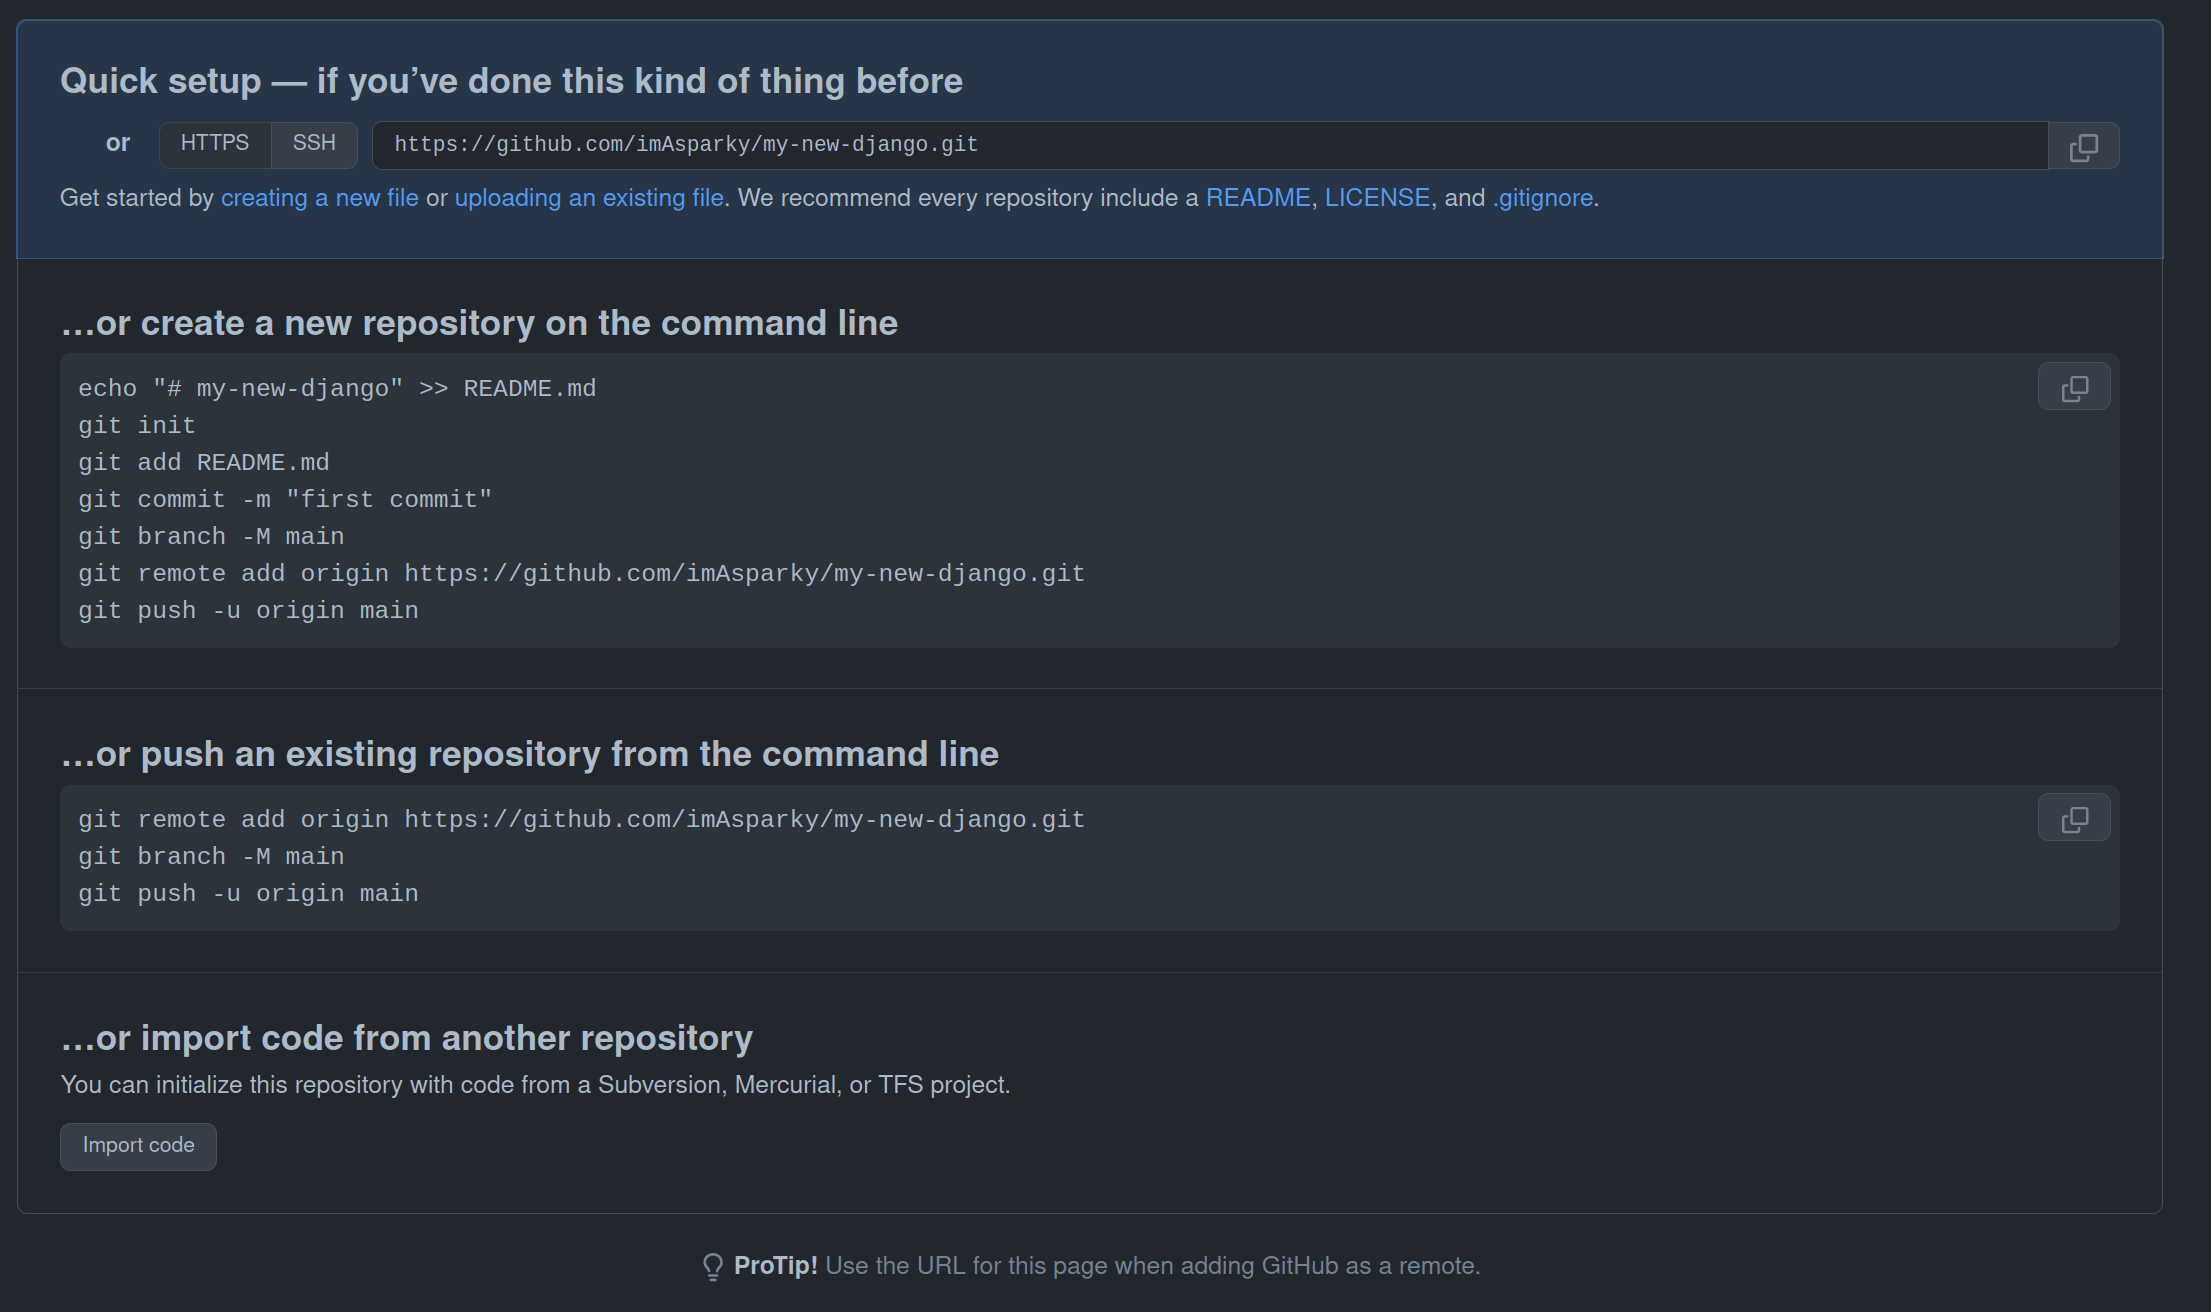 Quick setup — if you’ve done this kind of thing before
or HTTPS SSH https://github.com/imAsparky/my-new-django.git
Get started by creating a new file or uploading an existing file. We recommend every repository include a README, LICENSE, and .gitignore.
…or create a new repository on the command line
echo "# my-new-django" >> README.md
git init
git add README.md
git commit -m "first commit"
git branch -M main
git remote add origin https://github.com/imAsparky/my-new-django.git
git push -u origin main
…or push an existing repository from the command line
git remote add origin https://github.com/imAsparky/my-new-django.git
git branch -M main
git push -u origin main
…or import code from another repository
You can initialize this repository with code from a Subversion, Mercurial, or TFS project.
Import code
ProTip! Use the URL for this page when adding GitHub as a remote.